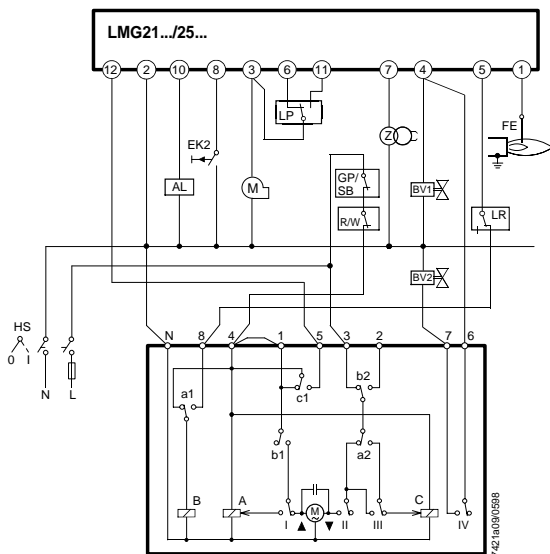 LMG21.../25...
12 2 10 8 3 6 11 7 4 5 1
LP
Z
FE
EK2
AL
M
GP/
SB
R/W
BV1
LR
BV2
HS
0 I
N L
N 8 4 1 5 3 2 7 6
a1
c1
b2
b1
a2
B A C
I M ~ II III IV
7421a09/0598